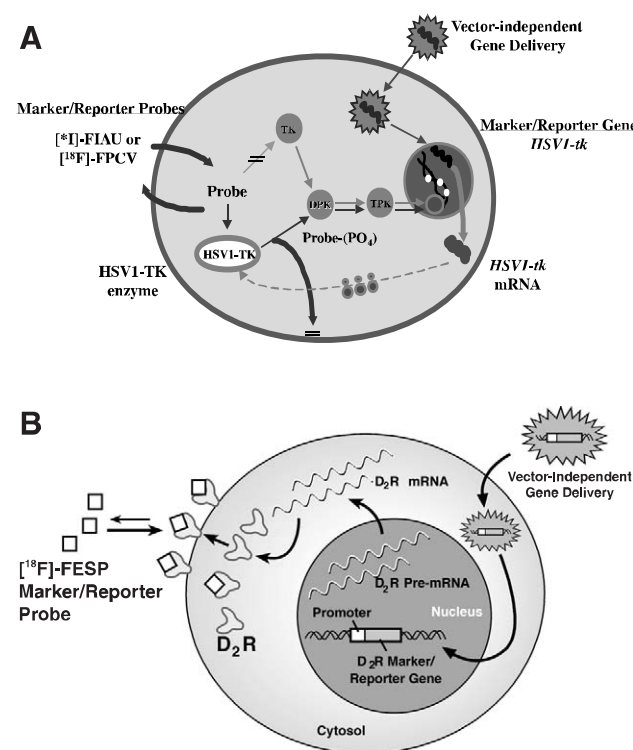 A
Vector-independent
Gene Delivery
Marker/Reporter Probes
[*I]-FIAU or
[¹⁸F]-FPCV
TK
Marker/Reporter Gene
HSV1-tk
Probe
DPK
TPK
Probe-(PO₄)
HSV1-TK
HSV1-TK
enzyme
HSV1-tk
mRNA
B
D₂R mRNA
Vector-Independent
Gene Delivery
[¹⁸F]-FESP
Marker/Reporter
Probe
D₂R Pre-mRNA
Promoter
Nucleus
D₂R
D₂R Marker/
Reporter Gene
Cytosol